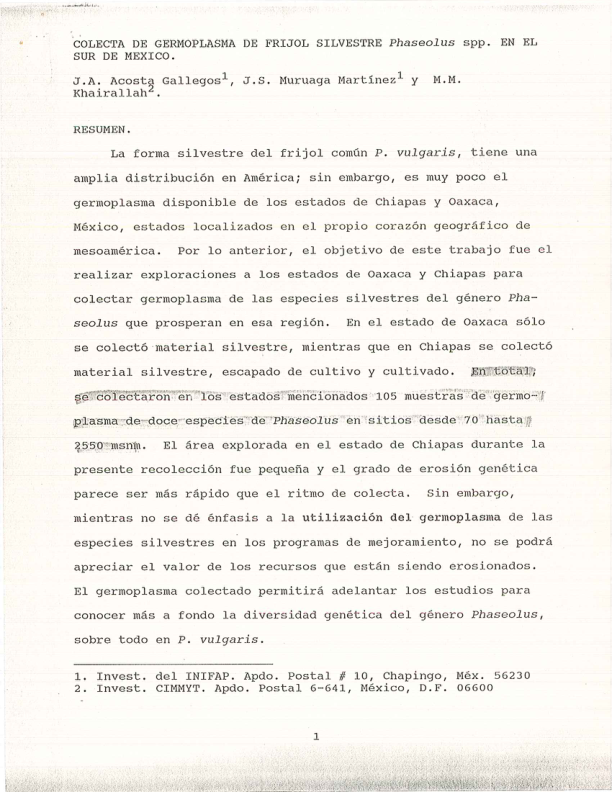 COLECTA DE GERMOPLASMA DE FRIJOL SILVESTRE Phaseolus spp. EN EL
SUR DE MEXICO.
J.A. Acosta Gallegos1, J.S. Muruaga Martínez1 y M.M.
Khairallah2.
RESUMEN.
La forma silvestre del frijol común P. vulgaris, tiene una
amplia distribución en América; sin embargo, es muy poco el
germoplasma disponible de los estados de Chiapas y Oaxaca,
México, estados localizados en el propio corazón geográfico de
mesoamérica. Por lo anterior, el objetivo de este trabajo fue el
realizar exploraciones a los estados de Oaxaca y Chiapas para
colectar germoplasma de las especies silvestres del género Pha-
seolus que prosperan en esa región. En el estado de Oaxaca sólo
se colectó material silvestre, mientras que en Chiapas se colectó
material silvestre, escapado de cultivo y cultivado. En total,
se colectaron en los estados mencionados 105 muestras de germo-
plasma de doce especies de Phaseolus en sitios desde 70 hasta
2550 msnm. El área explorada en el estado de Chiapas durante la
presente recolección fue pequeña y el grado de erosión genética
parece ser más rápido que el ritmo de colecta. Sin embargo,
mientras no se dé énfasis a la utilización del germoplasma de las
especies silvestres en los programas de mejoramiento, no se podrá
apreciar el valor de los recursos que están siendo erosionados.
El germoplasma colectado permitirá adelantar los estudios para
conocer más a fondo la diversidad genética del género Phaseolus,
sobre todo en P. vulgaris.
1. Invest. del INIFAP. Apdo. Postal # 10, Chapingo, Méx. 56230
2. Invest. CIMMYT. Apdo. Postal 6-641, México, D.F. 06600
1